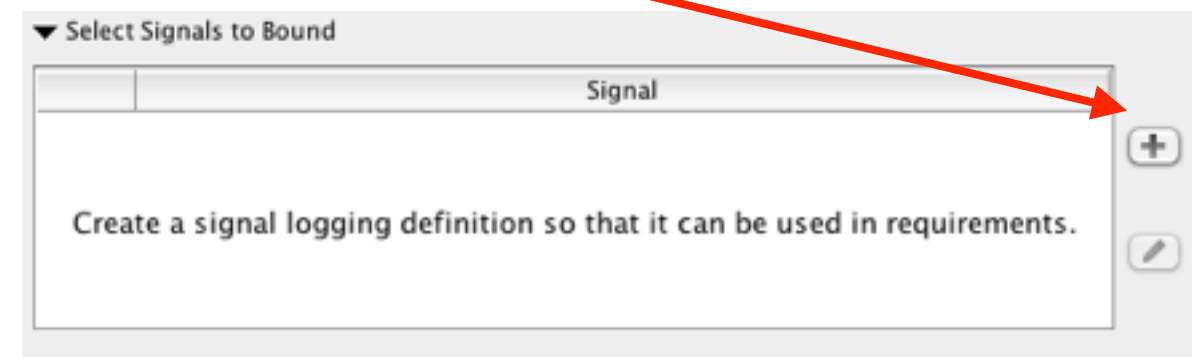 Select Signals to Bound
Signal
Create a signal logging definition so that it can be used in requirements.